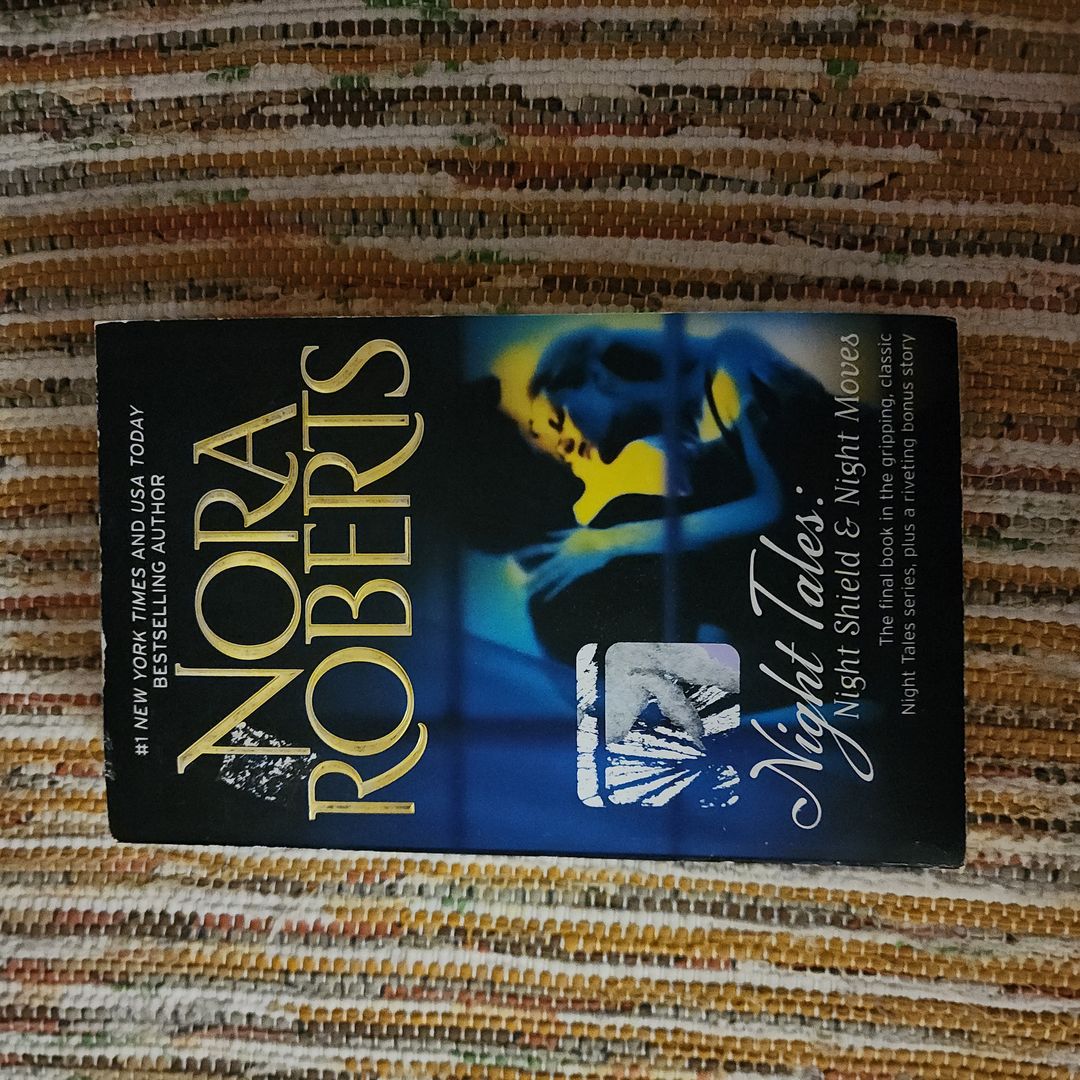 #1 NEW YORK TIMES AND USA TODAY
BESTSELLING AUTHOR
NORA
ROBERTS
Night Tales:
Night Shield & Night Moves
The final book in the gripping, classic
Night Tales series, plus a riveting bonus story